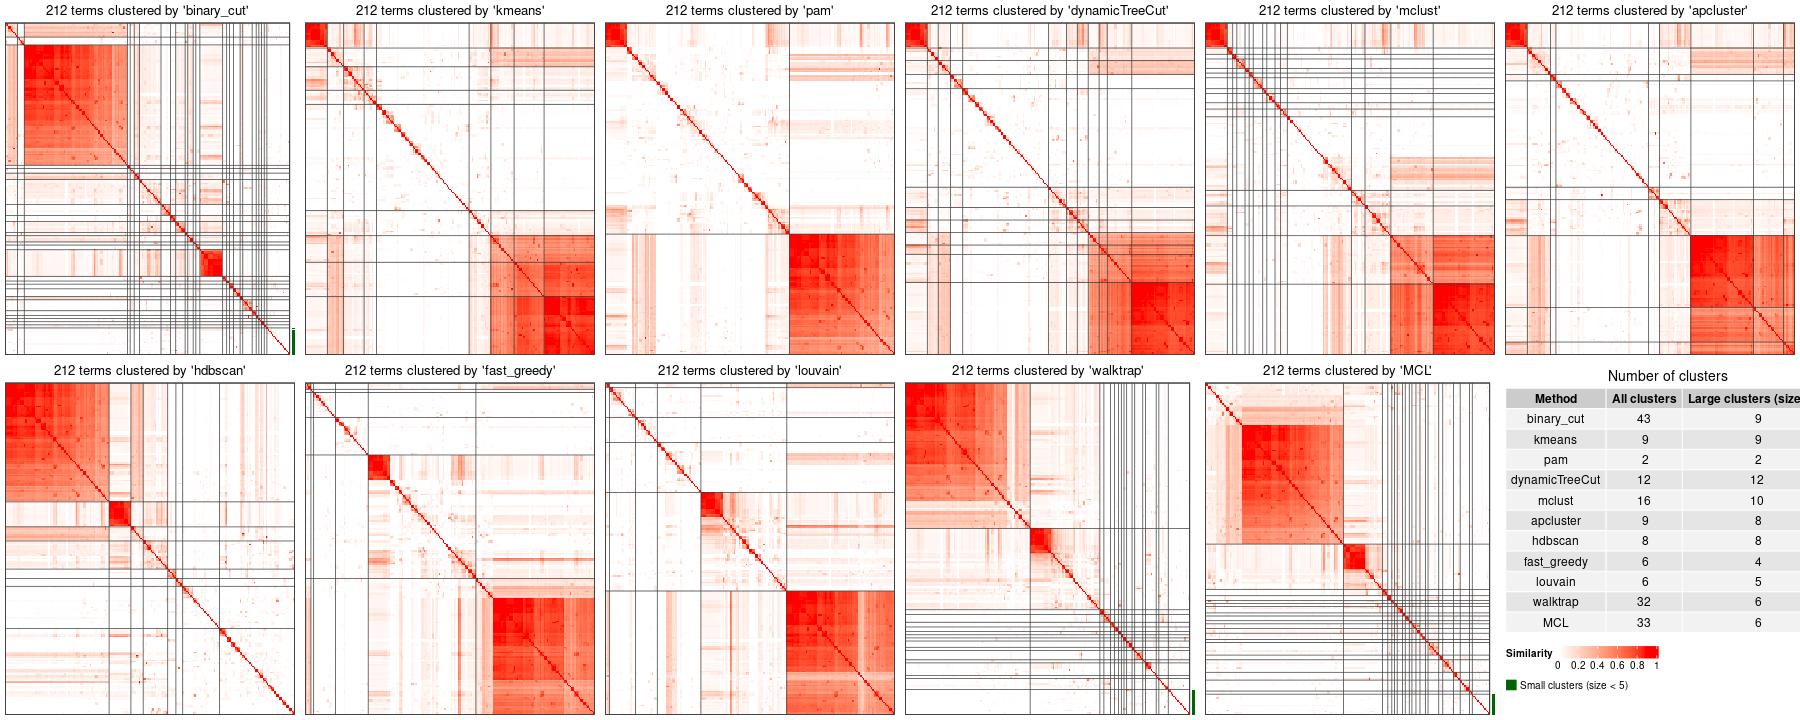 212 terms clustered by 'binary_cut'
212 terms clustered by 'kmeans'
212 terms clustered by 'pam'
212 terms clustered by 'dynamicTreeCut'
212 terms clustered by 'mclust'
212 terms clustered by 'apcluster'
212 terms clustered by 'hdbscan'
212 terms clustered by 'fast_greedy'
212 terms clustered by 'louvain'
212 terms clustered by 'walktrap'
212 terms clustered by 'MCL'
Number of clusters
Method All clusters Large clusters (size
binary_cut 43 9
kmeans 9 9
pam 2 2
dynamicTreeCut 12 12
mclust 16 10
apcluster 9 8
hdbscan 8 8
fast_greedy 6 4
louvain 6 5
walktrap 32 6
MCL 33 6
Similarity
0 0.2 0.4 0.6 0.8 1
Small clusters (size < 5)